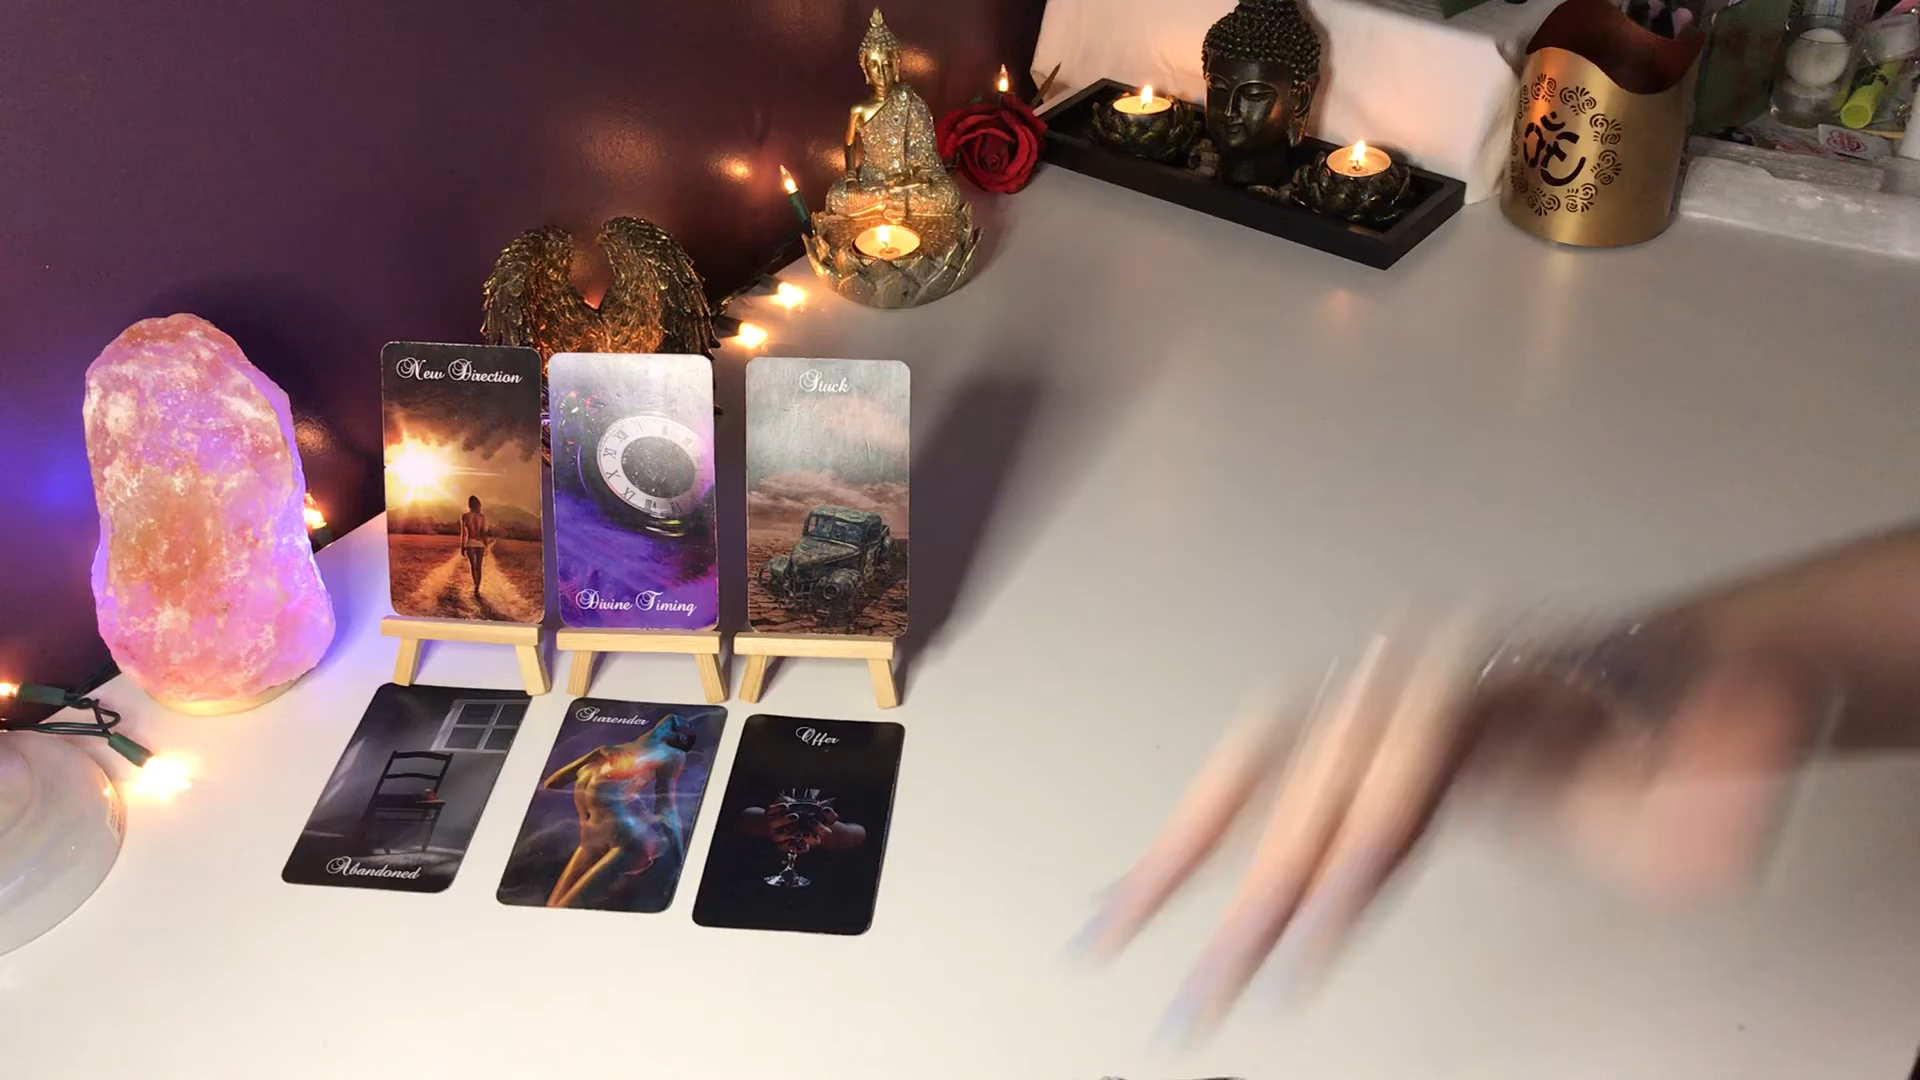 New Direction
Divine Timing
Stuck
Abandoned
Surrender
Offer